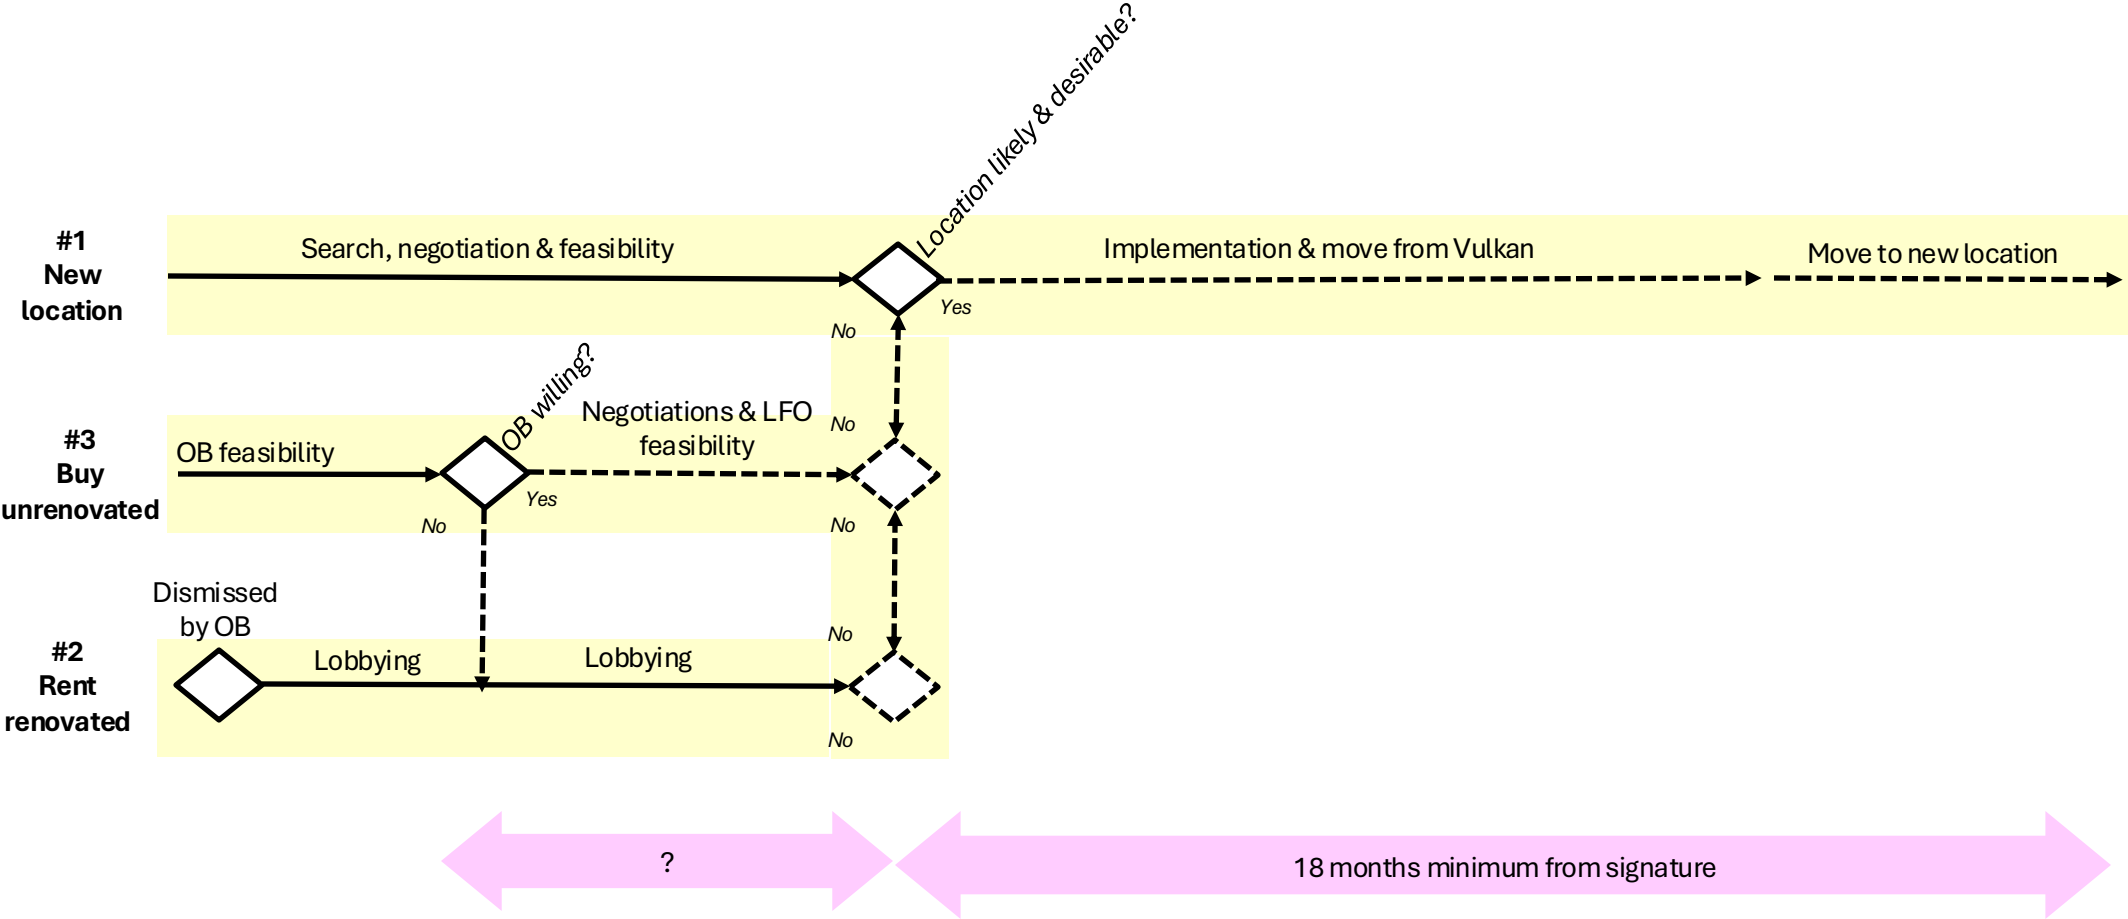 Location likely & desirable?
#1
New
location
Search, negotiation & feasibility
Implementation & move from Vulkan
Move to new location
Yes
No
OB willing?
#3
Buy
unrenovated
OB feasibility
Negotiations & LFO
feasibility
No
Yes
No
No
Dismissed
by OB
#2
Rent
renovated
Lobbying
Lobbying
No
No
?
18 months minimum from signature